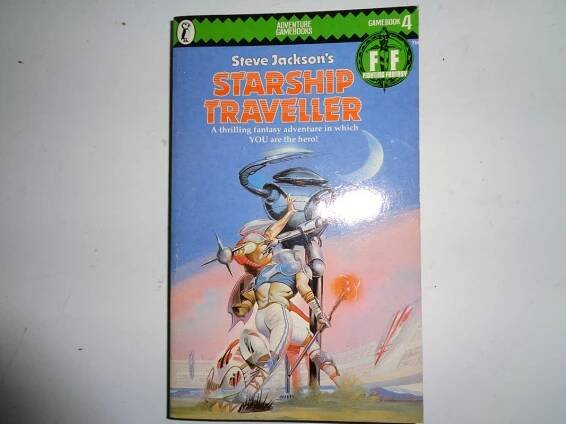 ADVENTURE
GAMEBOOKS
GAMEBOOK 4
Steve Jackson's
FF
FIGHTING FANTASY
STARSHIP
TRAVELLER
A thrilling fantasy adventure in which
YOU are the hero!